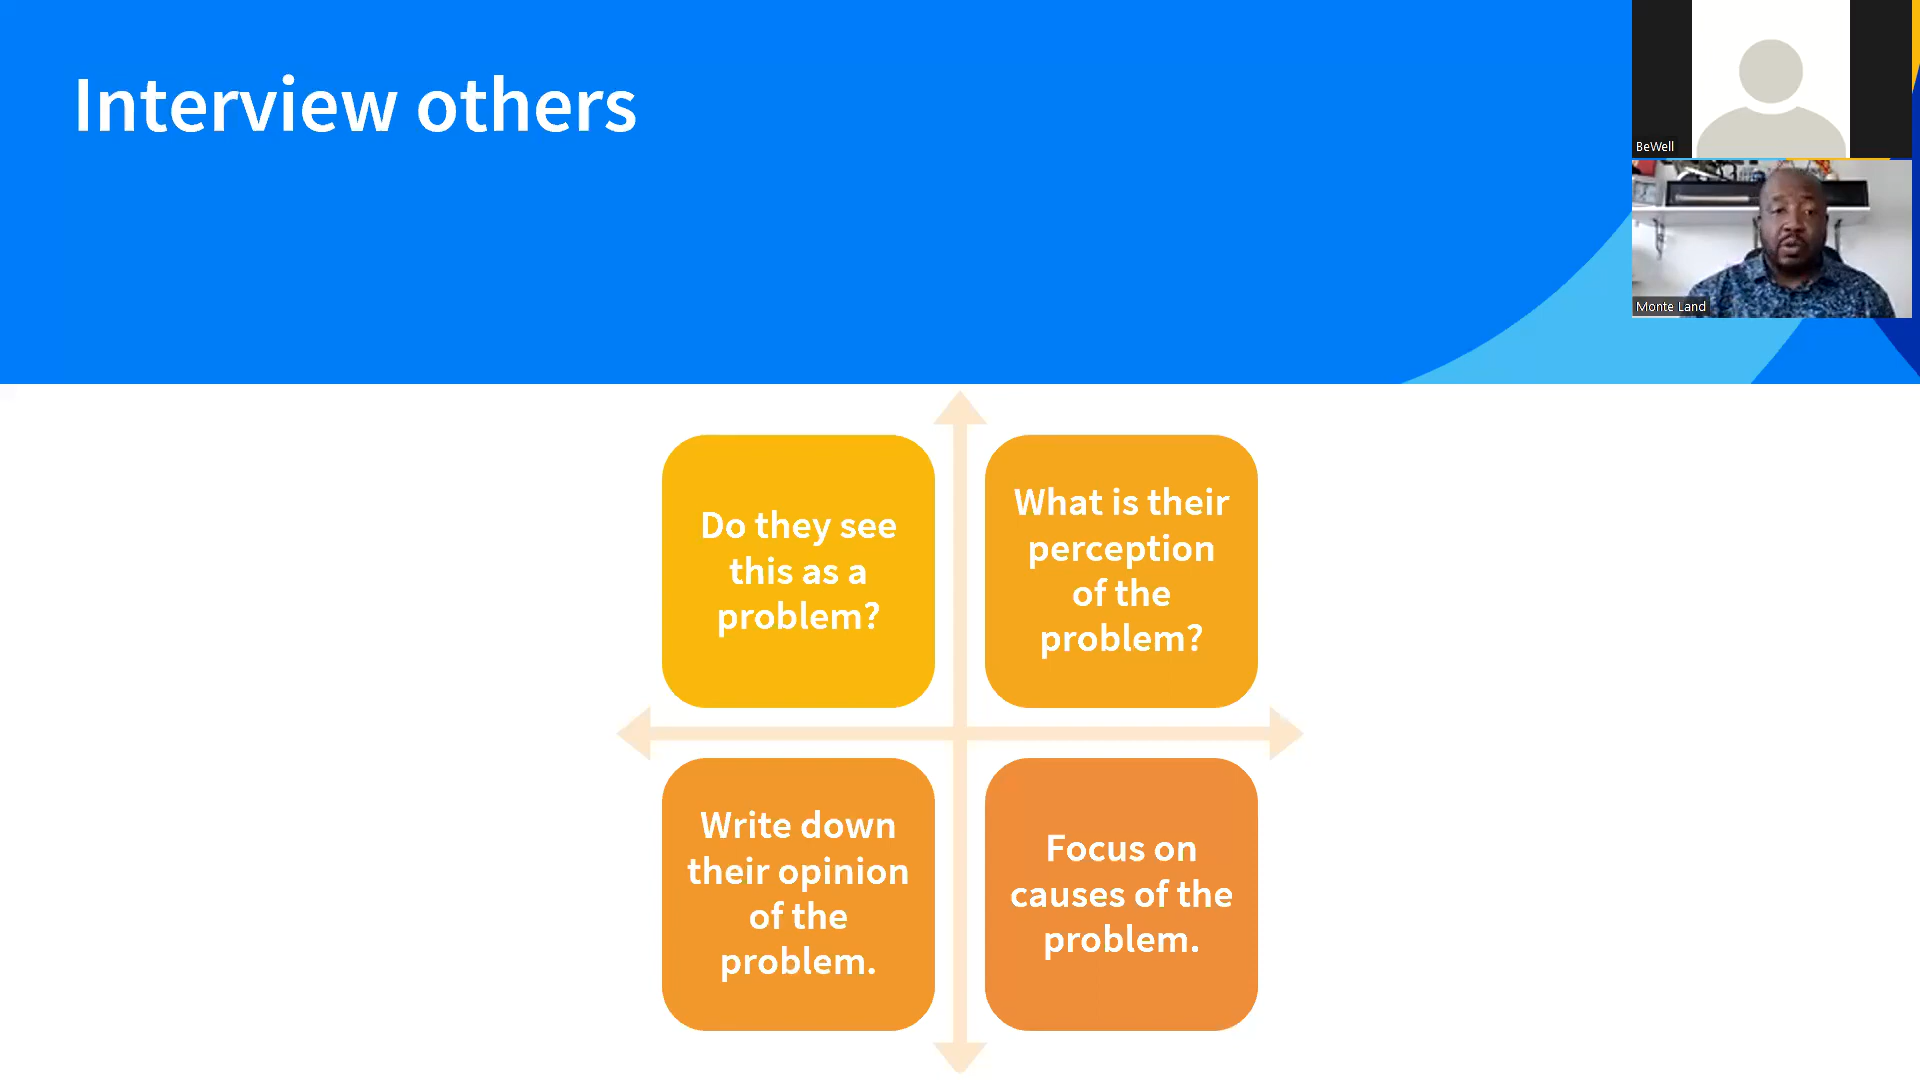 Interview others
BeWell
Monte Land
Do they see
this as a
problem?
What is their
perception
of the
problem?
Write down
their opinion
of the
problem.
Focus on
causes of the
problem.